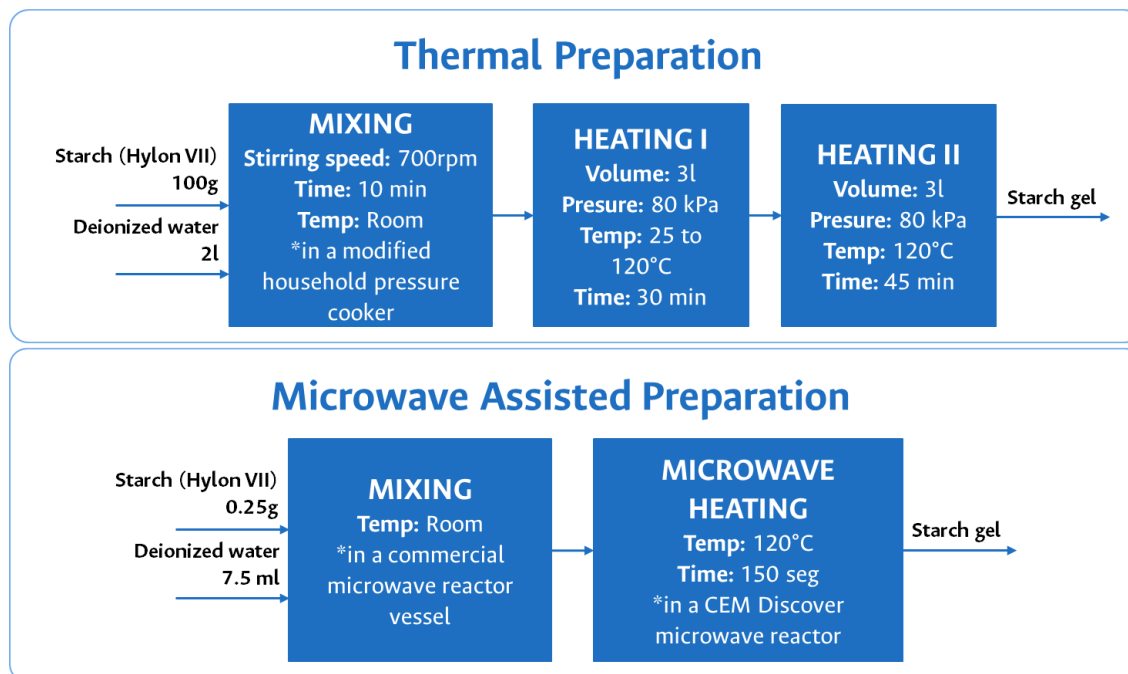 Thermal Preparation
Starch (Hylon VII)
100g
Deionized water
2l
MIXING
Stirring speed: 700rpm
Time: 10 min
Temp: Room
*in a modified
household pressure
cooker
HEATING I
Volume: 3l
Presure: 80 kPa
Temp: 25 to
120°C
Time: 30 min
HEATING II
Volume: 3l
Presure: 80 kPa
Temp: 120°C
Time: 45 min
Starch gel
Microwave Assisted Preparation
Starch (Hylon VII)
0.25g
Deionized water
7.5 ml
MIXING
Temp: Room
*in a commercial
microwave reactor
vessel
MICROWAVE
HEATING
Temp: 120°C
Time: 150 seg
*in a CEM Discover
microwave reactor
Starch gel